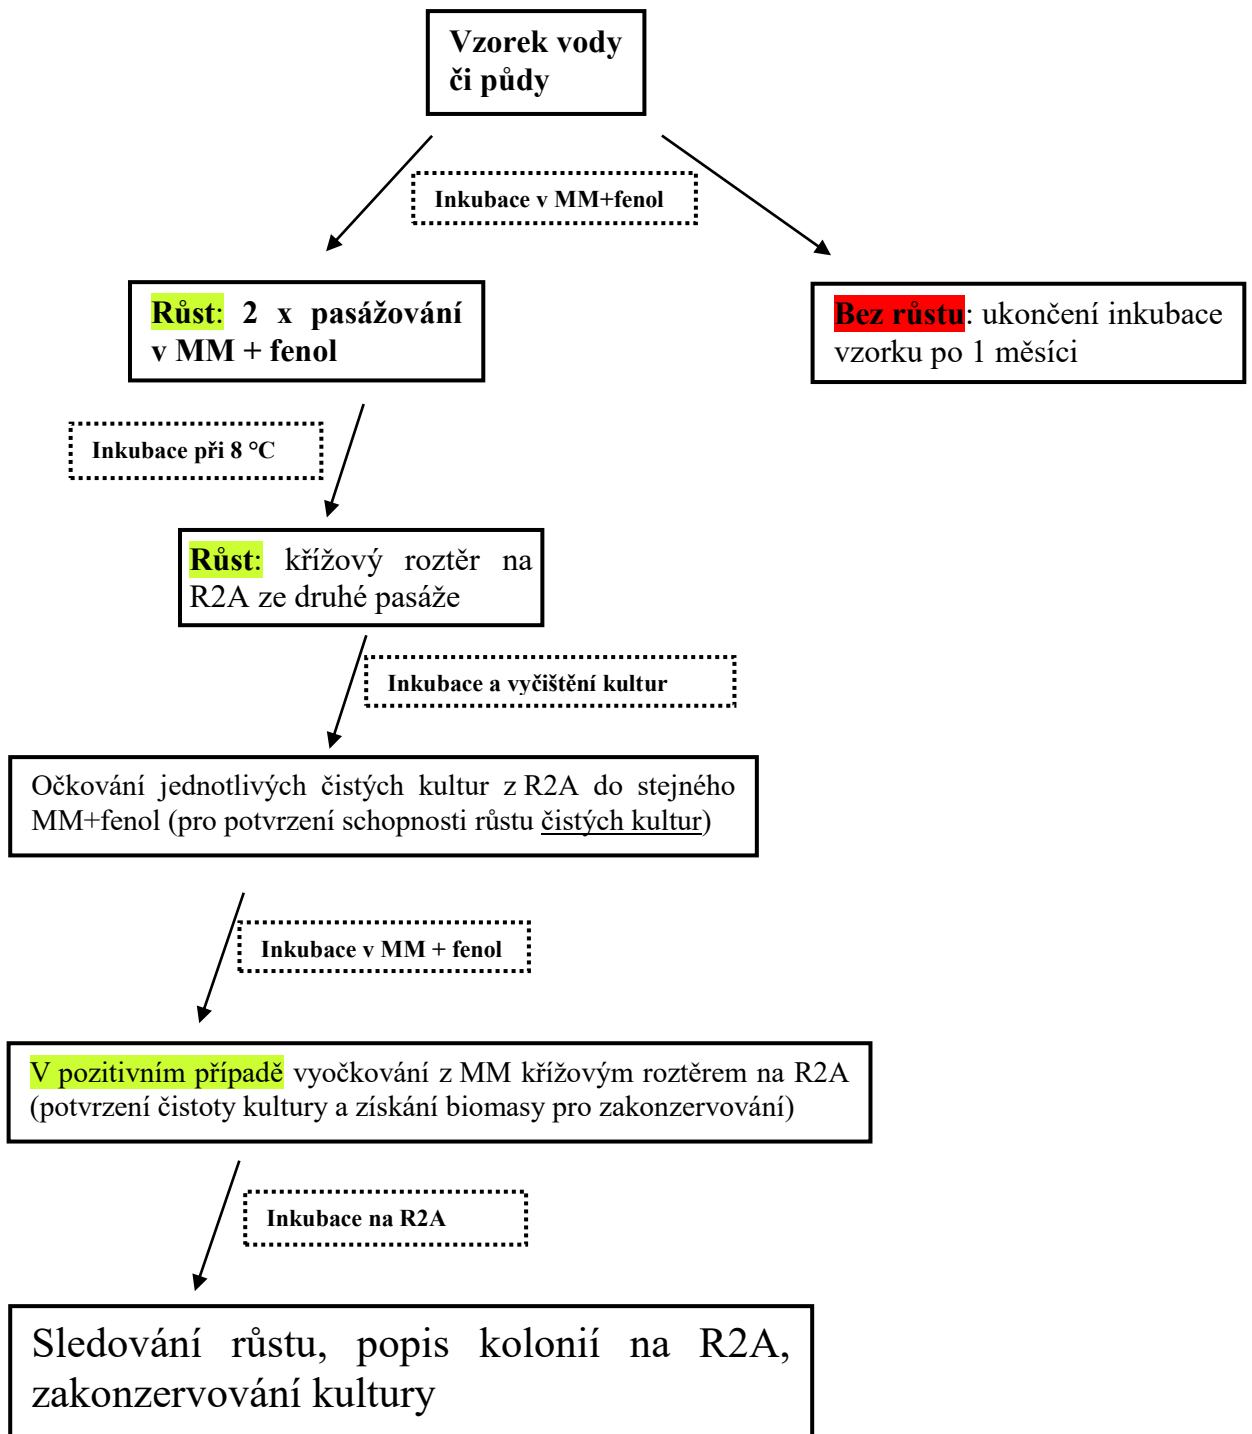 Vzorek vody
či půdy
Inkubace v MM+fenol
Růst: 2 x pasážování
v MM + fenol
Bez růstu: ukončení inkubace
vzorku po 1 měsíci
Inkubace při 8 °C
Růst: křížový roztěr na
R2A ze druhé pasáže
Inkubace a vyčištění kultur
Očkování jednotlivých čistých kultur z R2A do stejného
MM+fenol (pro potvrzení schopnosti růstu čistých kultur)
Inkubace v MM + fenol
V pozitivním případě vyočkování z MM křížovým roztěrem na R2A
(potvrzení čistoty kultury a získání biomasy pro zakonzervování)
Inkubace na R2A
Sledování růstu, popis kolonií na R2A,
zakonzervování kultury